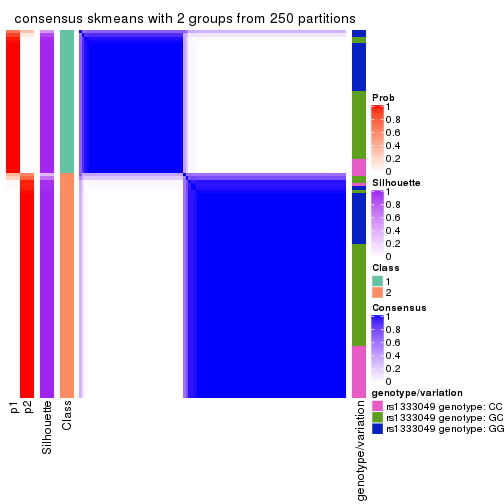 consensus skmeans with 2 groups from 250 partitions
Prob
1
0.8
0.6
0.4
0.2
0
Silhouette
1
0.8
0.6
0.4
0.2
0
Class
1
2
Consensus
1
0.8
0.6
0.4
0.2
0
genotype/variation
rs1333049 genotype: CC
rs1333049 genotype: GC
rs1333049 genotype: GG
p1
p2
Silhouette
Class
genotype/variation